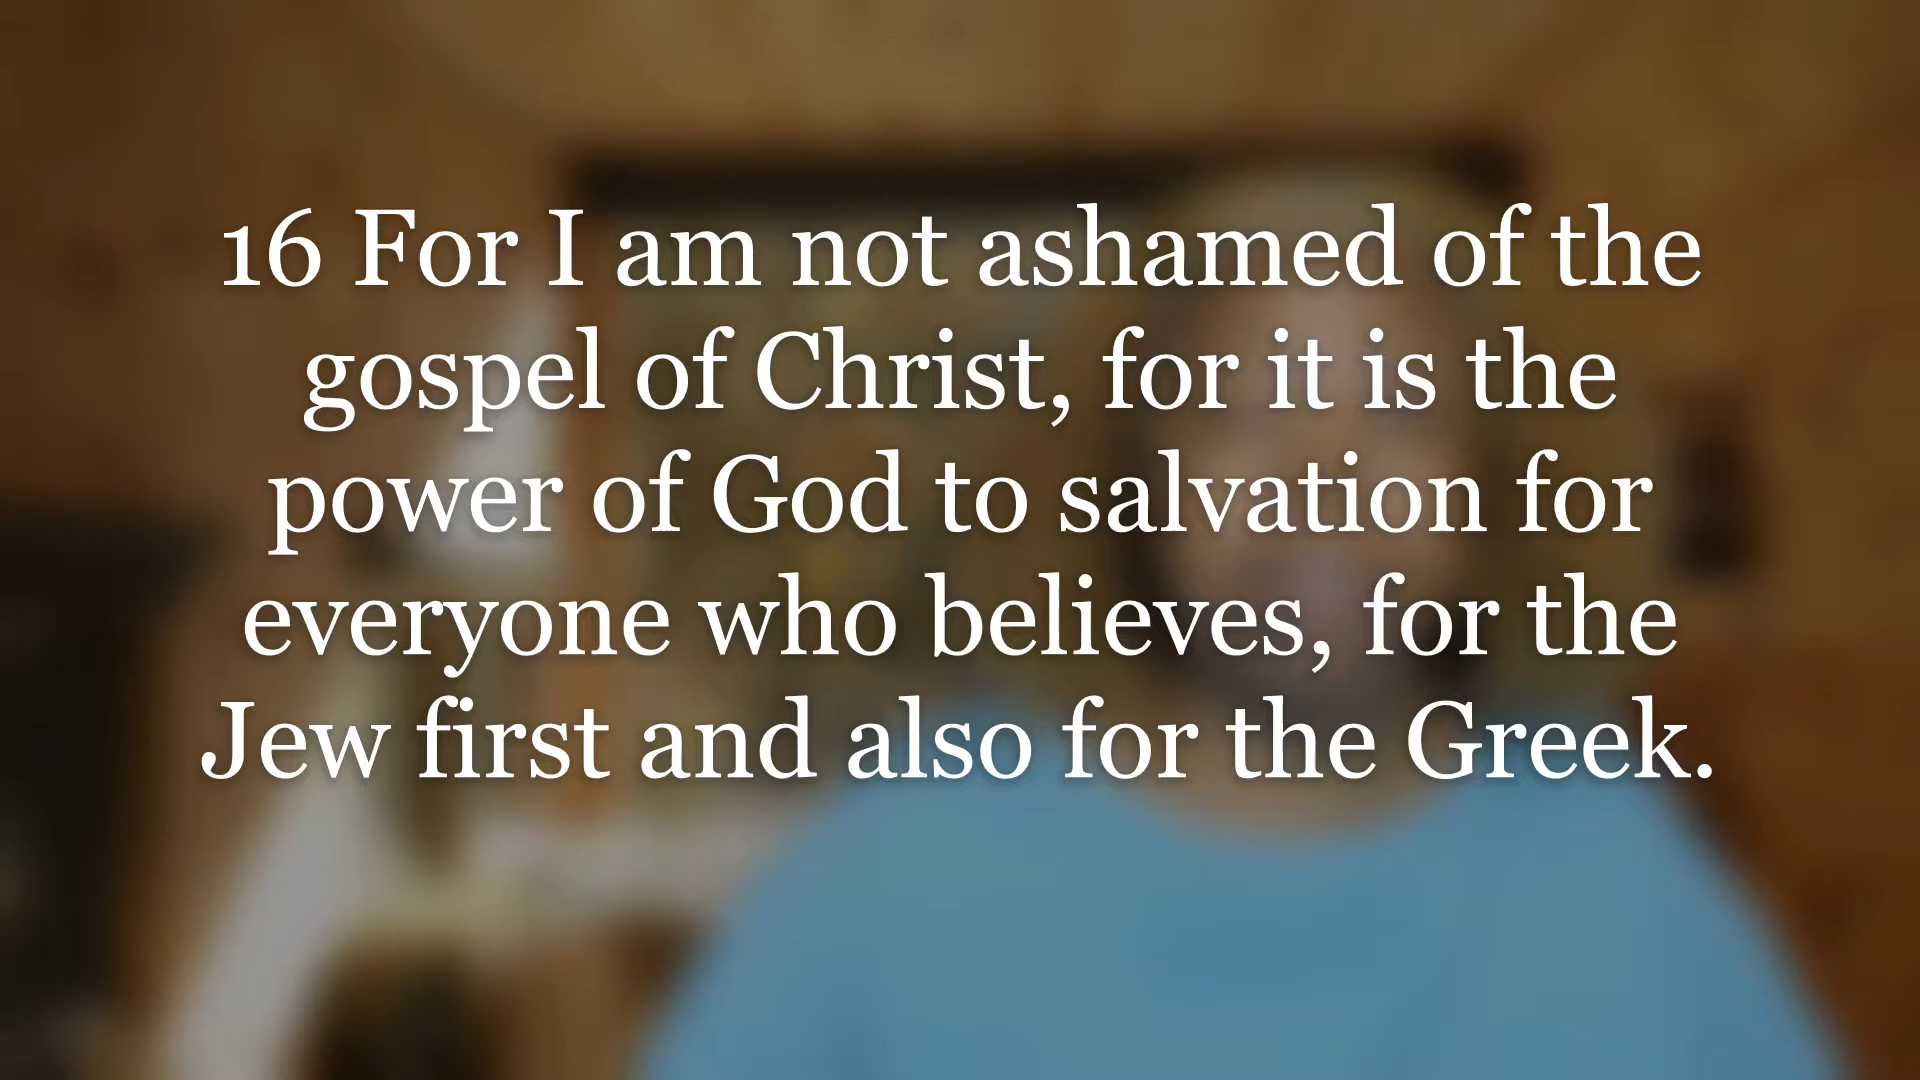 16 For I am not ashamed of the
gospel of Christ, for it is the
power of God to salvation for
everyone who believes, for the
Jew first and also for the Greek.